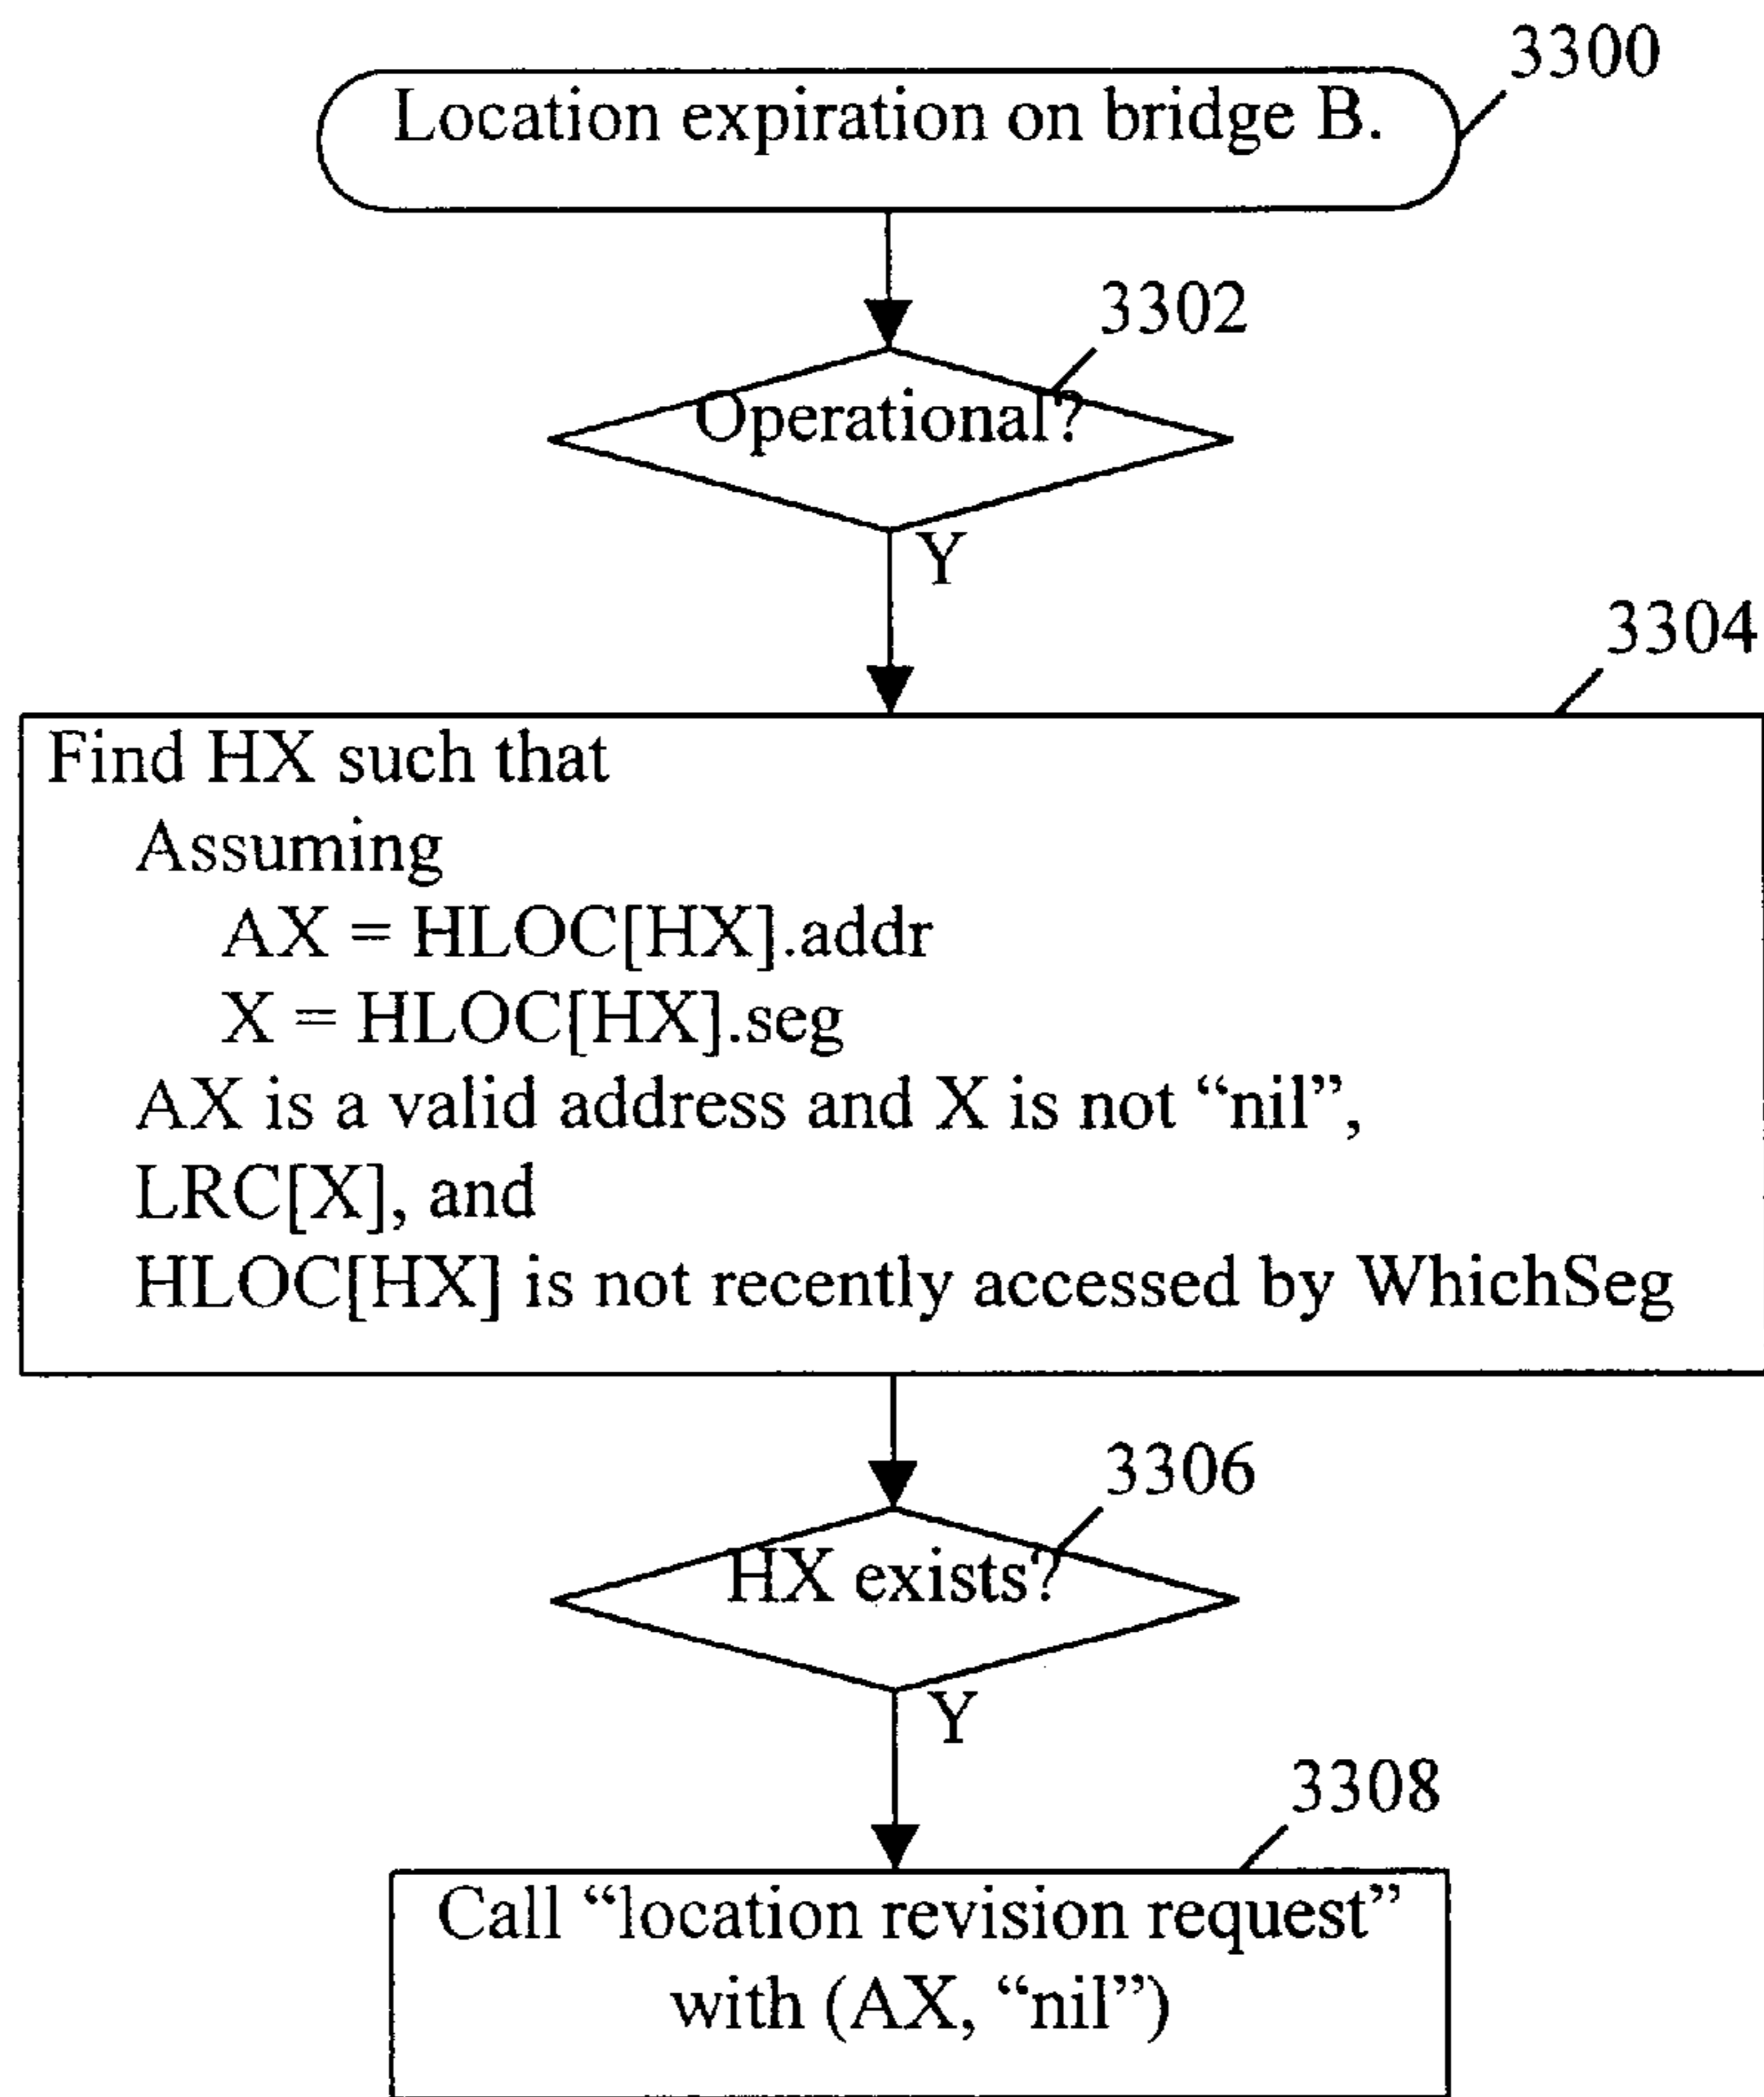 3300
Location expiration on bridge B.
3302
Operational?
Y
3304
Find HX such that
Assuming
AX = HLOC[HX].addr
X = HLOC[HX].seg
AX is a valid address and X is not “nil”,
LRC[X], and
HLOC[HX] is not recently accessed by WhichSeg
3306
HX exists?
Y
3308
Call “location revision request”
with (AX, “nil”)